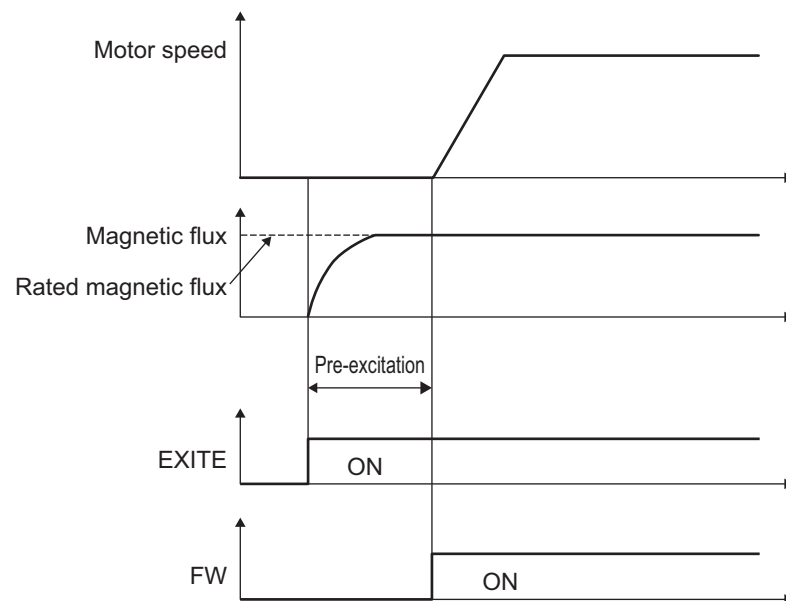 Motor speed
Magnetic flux
Rated magnetic flux
Pre-excitation
EXITE
ON
FW
ON